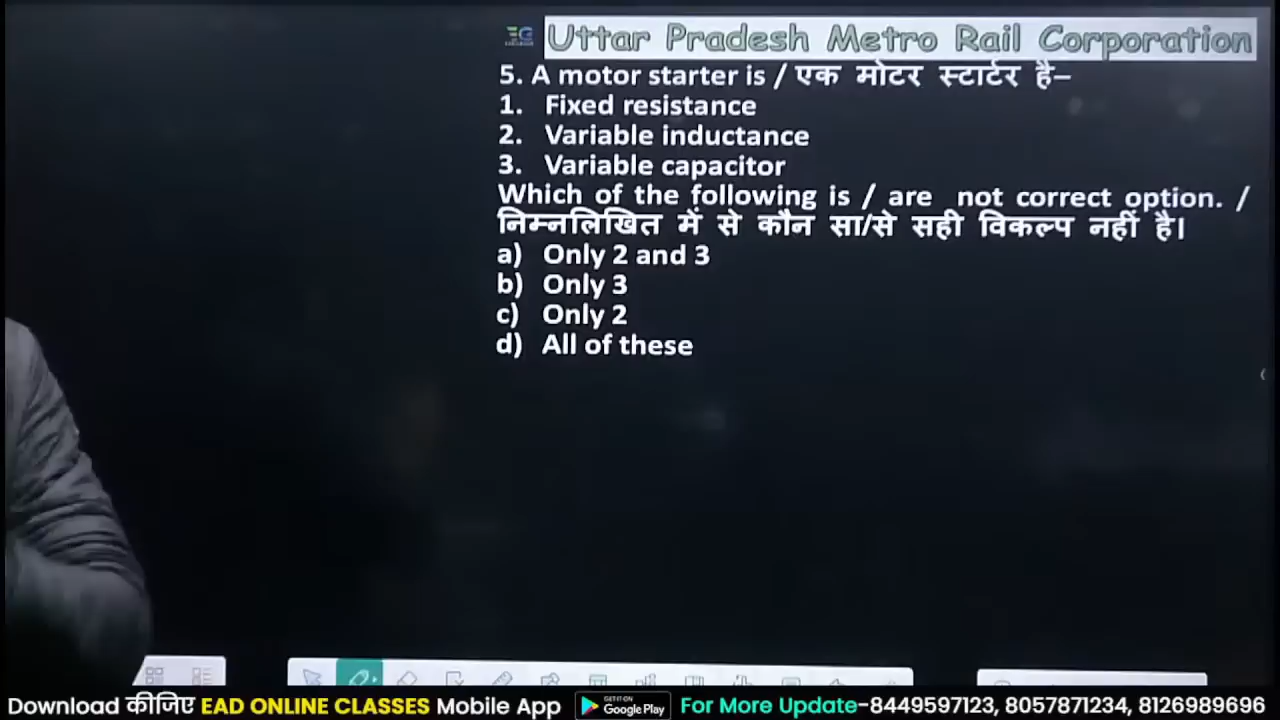 Uttar Pradesh Metro Rail Corporation
5. A motor starter is / एक मोटर स्टार्टर है–
1. Fixed resistance
2. Variable inductance
3. Variable capacitor
Which of the following is / are not correct option. /
निम्नलिखित में से कौन सा/से सही विकल्प नहीं है।
a) Only 2 and 3
b) Only 3
c) Only 2
d) All of these
Download कीजिए EAD ONLINE CLASSES Mobile App GET IT ON Google Play For More Update-8449597123, 8057871234, 8126989696